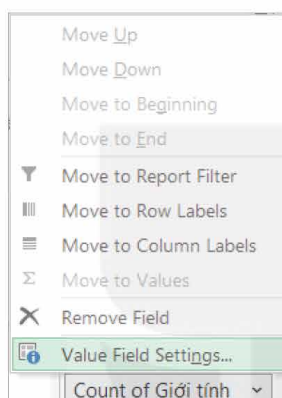 Move Up
Move Down
Move to Beginning
Move to End
Move to Report Filter
Move to Row Labels
Move to Column Labels
Σ Move to Values
Remove Field
Value Field Settings...
Count of Giới tính